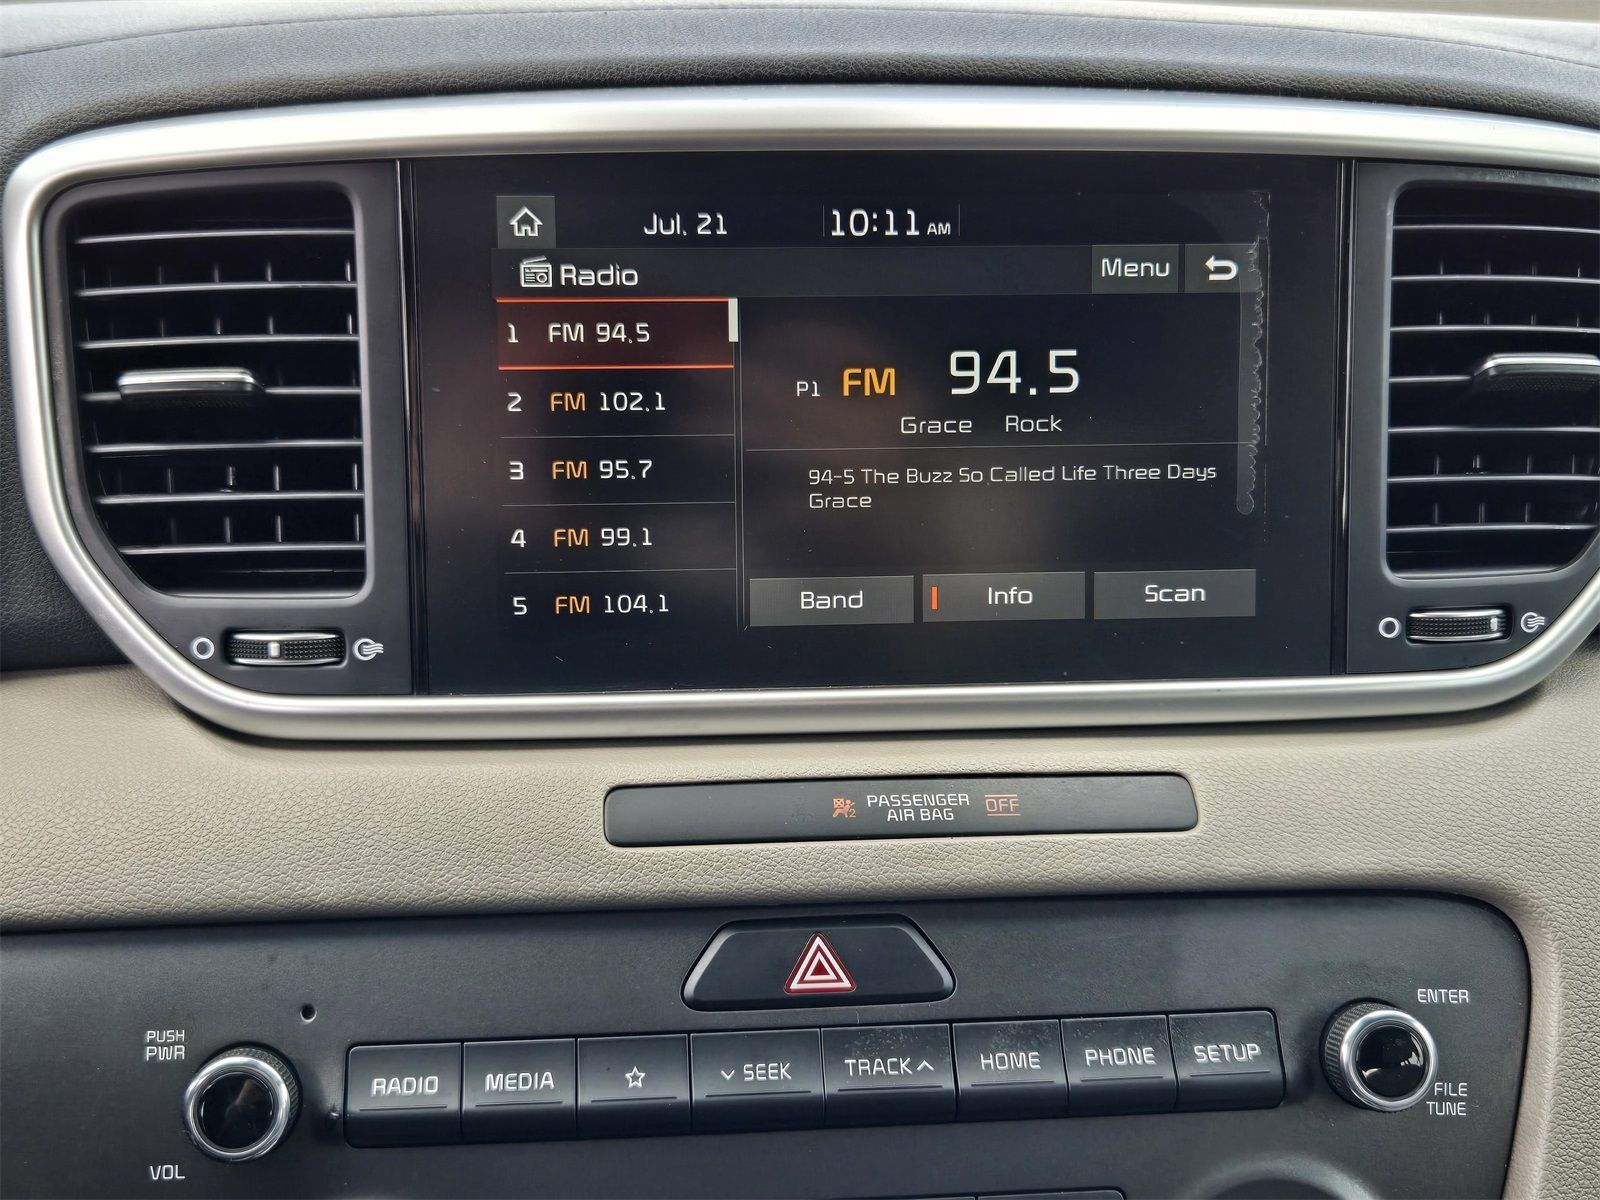 Jul. 21 10:11 AM
Radio Menu
1 FM 94.5
2 FM 102.1
3 FM 95.7
4 FM 99.1
5 FM 104.1
P1 FM 94.5
Grace Rock
94-5 The Buzz So Called Life Three Days
Grace
Band Info Scan
PASSENGER
AIR BAG
OFF
2
PUSH
PWR
VOL
RADIO MEDIA SEEK TRACK HOME PHONE SETUP
ENTER
FILE
TUNE